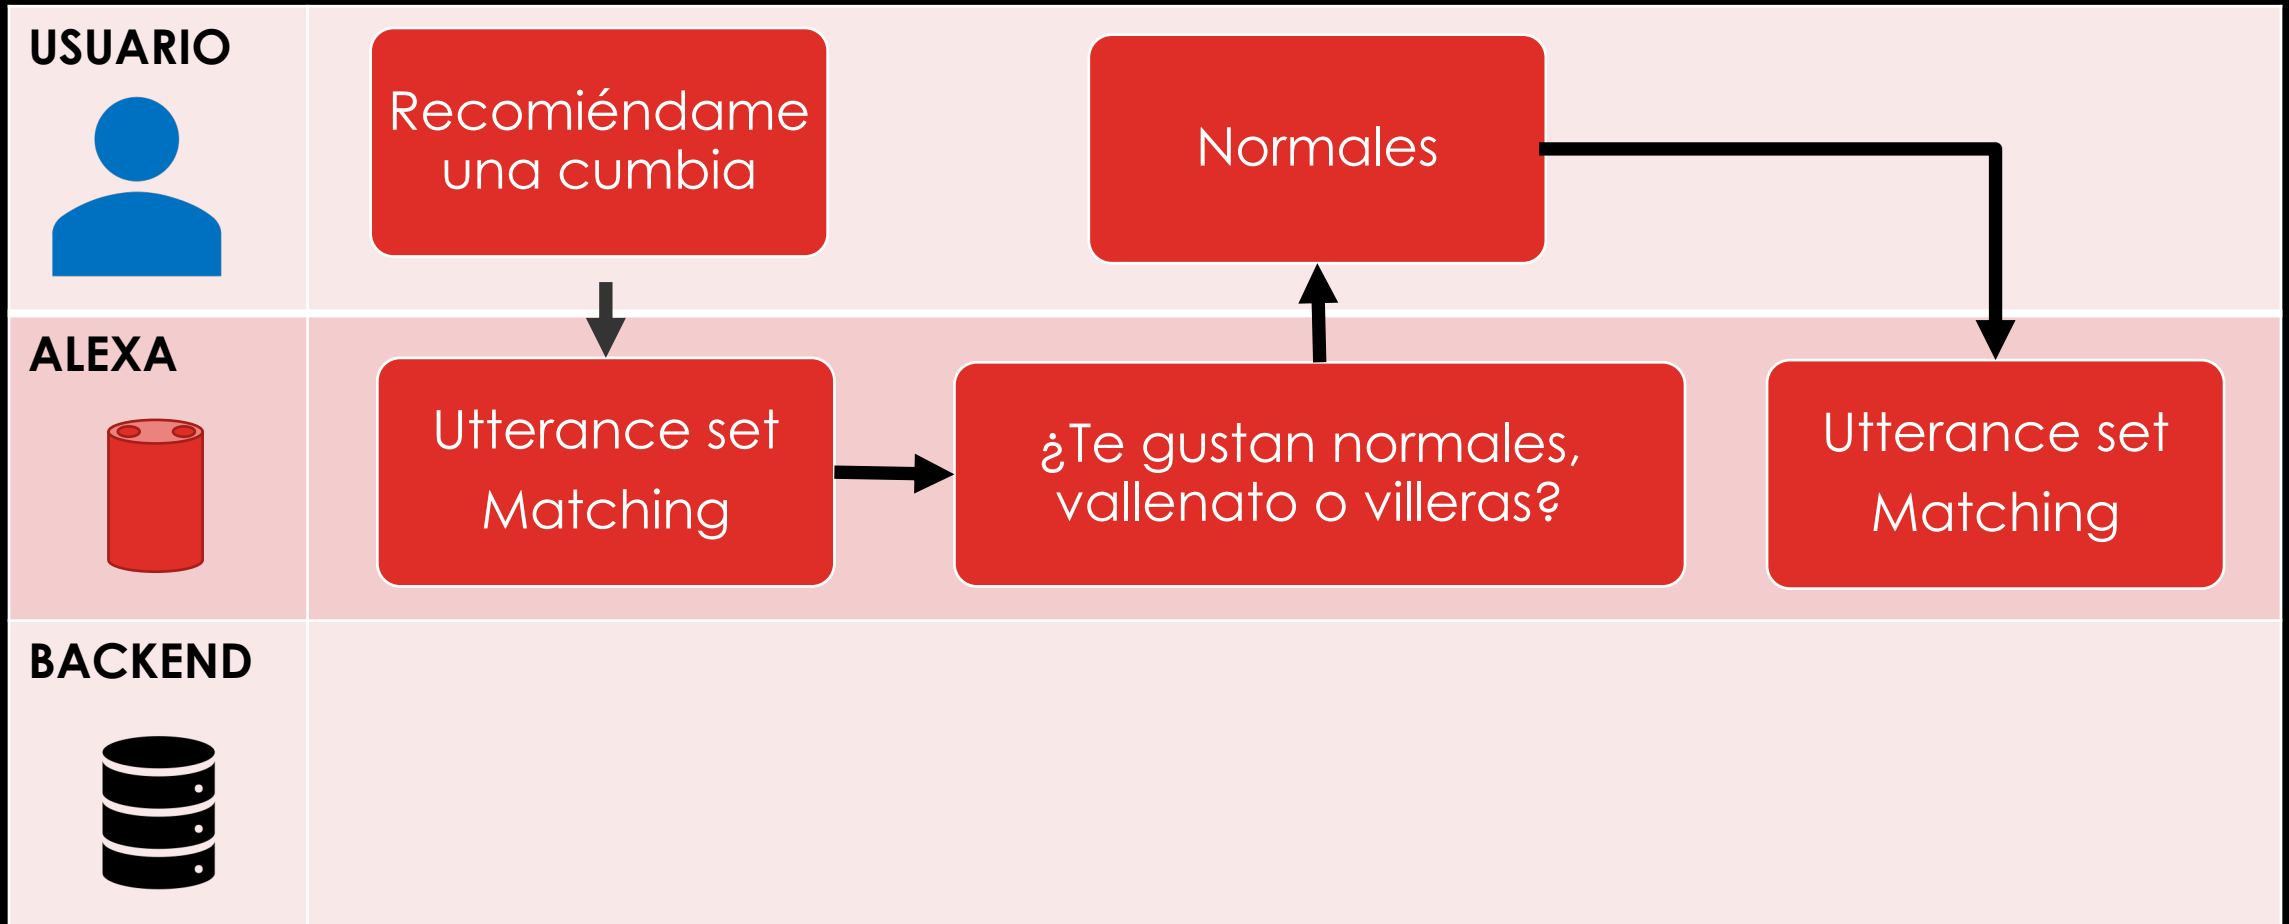 USUARIO
Recomiéndame
una cumbia
Normales
ALEXA
Utterance set
Matching
¿Te gustan normales,
vallenato o villeras?
Utterance set
Matching
BACKEND